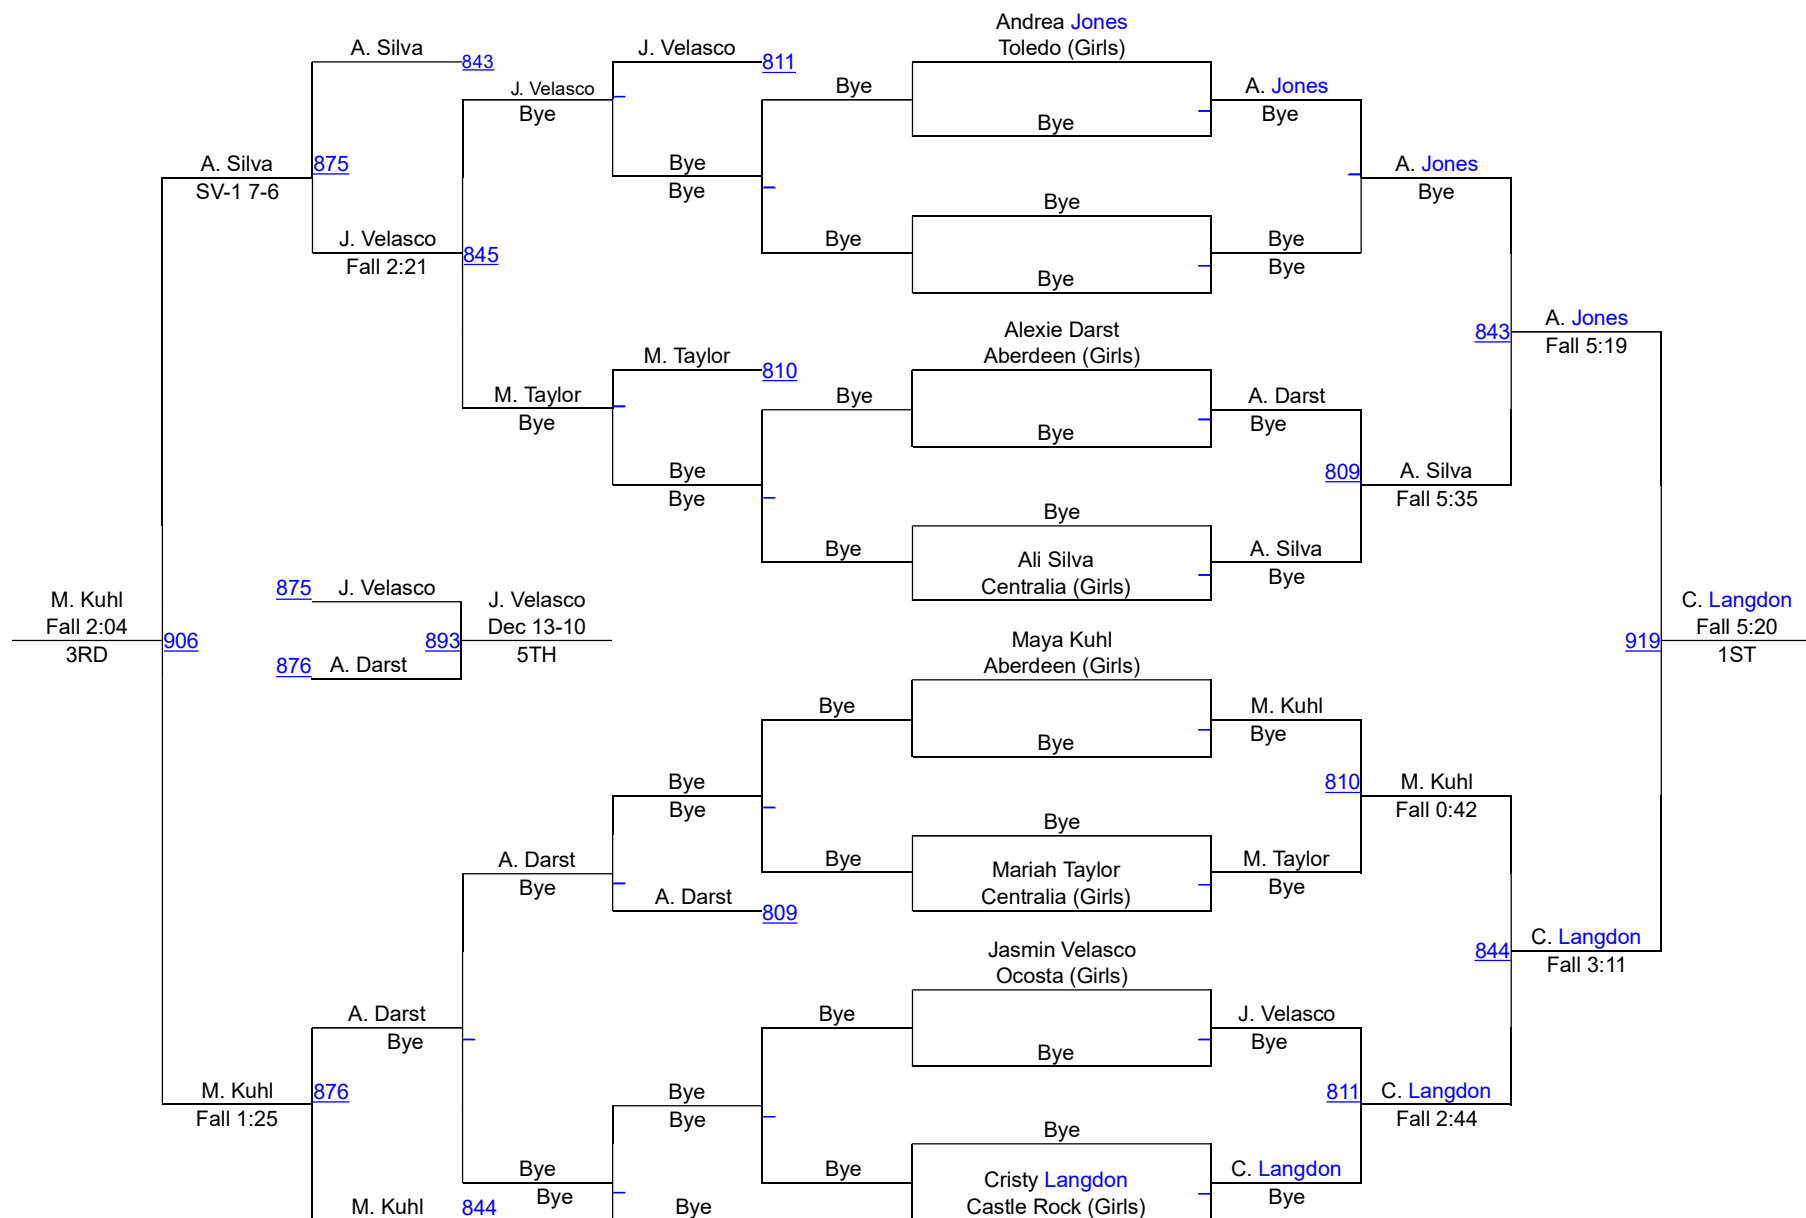 Andrea Jones
Toledo (Girls)
A. Silva
843
J. Velasco
811
J. Velasco
Bye
Bye
Bye
A. Jones
Bye
A. Silva
875
SV-1 7-6
Bye
Bye
A. Jones
Bye
Bye
J. Velasco
Fall 2:21
845
Bye
Bye
Bye
Bye
Alexie Darst
Aberdeen (Girls)
843
A. Jones
Fall 5:19
M. Taylor
810
M. Taylor
Bye
Bye
Bye
A. Darst
Bye
Bye
Bye
809
A. Silva
Fall 5:35
Bye
Bye
Ali Silva
Centralia (Girls)
A. Silva
Bye
M. Kuhl
Fall 2:04
3RD
906
875
J. Velasco
876
A. Darst
893
J. Velasco
Dec 13-10
5TH
C. Langdon
Fall 5:20
1ST
919
Maya Kuhl
Aberdeen (Girls)
Bye
Bye
M. Kuhl
Bye
Bye
Bye
810
M. Kuhl
Fall 0:42
Bye
A. Darst
Bye
Bye
Mariah Taylor
Centralia (Girls)
M. Taylor
Bye
A. Darst
809
Jasmin Velasco
Ocosta (Girls)
844
C. Langdon
Fall 3:11
A. Darst
Bye
Bye
Bye
J. Velasco
Bye
M. Kuhl
Fall 1:25
876
Bye
Bye
811
C. Langdon
Fall 2:44
Bye
Bye
Bye
Bye
Cristy Langdon
Castle Rock (Girls)
C. Langdon
Bye
M. Kuhl
844
Bye